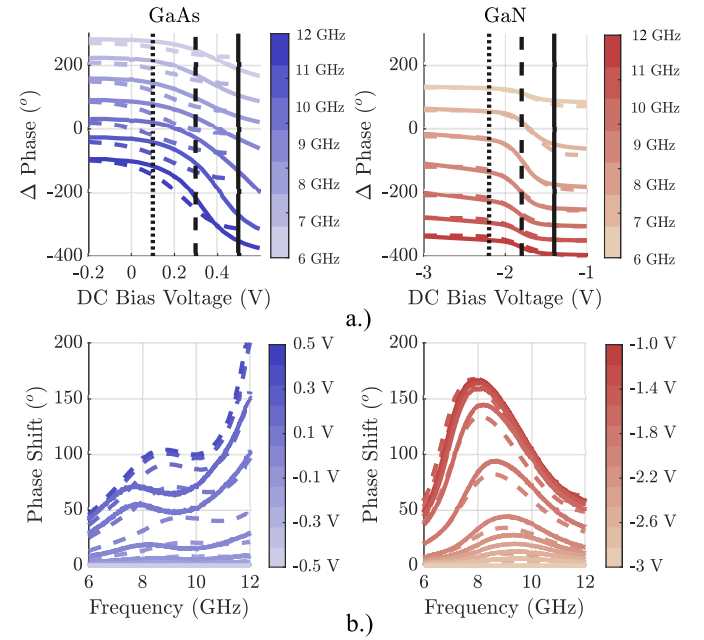 GaAs
GaN
Δ Phase (°)
200
0
-200
-400
-0.2 0 0.2 0.4
DC Bias Voltage (V)
12 GHz
11 GHz
10 GHz
9 GHz
8 GHz
7 GHz
6 GHz
Δ Phase (°)
200
0
-200
-400
-3 -2 -1
DC Bias Voltage (V)
12 GHz
11 GHz
10 GHz
9 GHz
8 GHz
7 GHz
6 GHz
a.)
Phase Shift (°)
200
150
100
50
0
6 8 10 12
Frequency (GHz)
0.5 V
0.3 V
0.1 V
-0.1 V
-0.3 V
-0.5 V
Phase Shift (°)
200
150
100
50
0
6 8 10 12
Frequency (GHz)
-1.0 V
-1.4 V
-1.8 V
-2.2 V
-2.6 V
-3 V
b.)